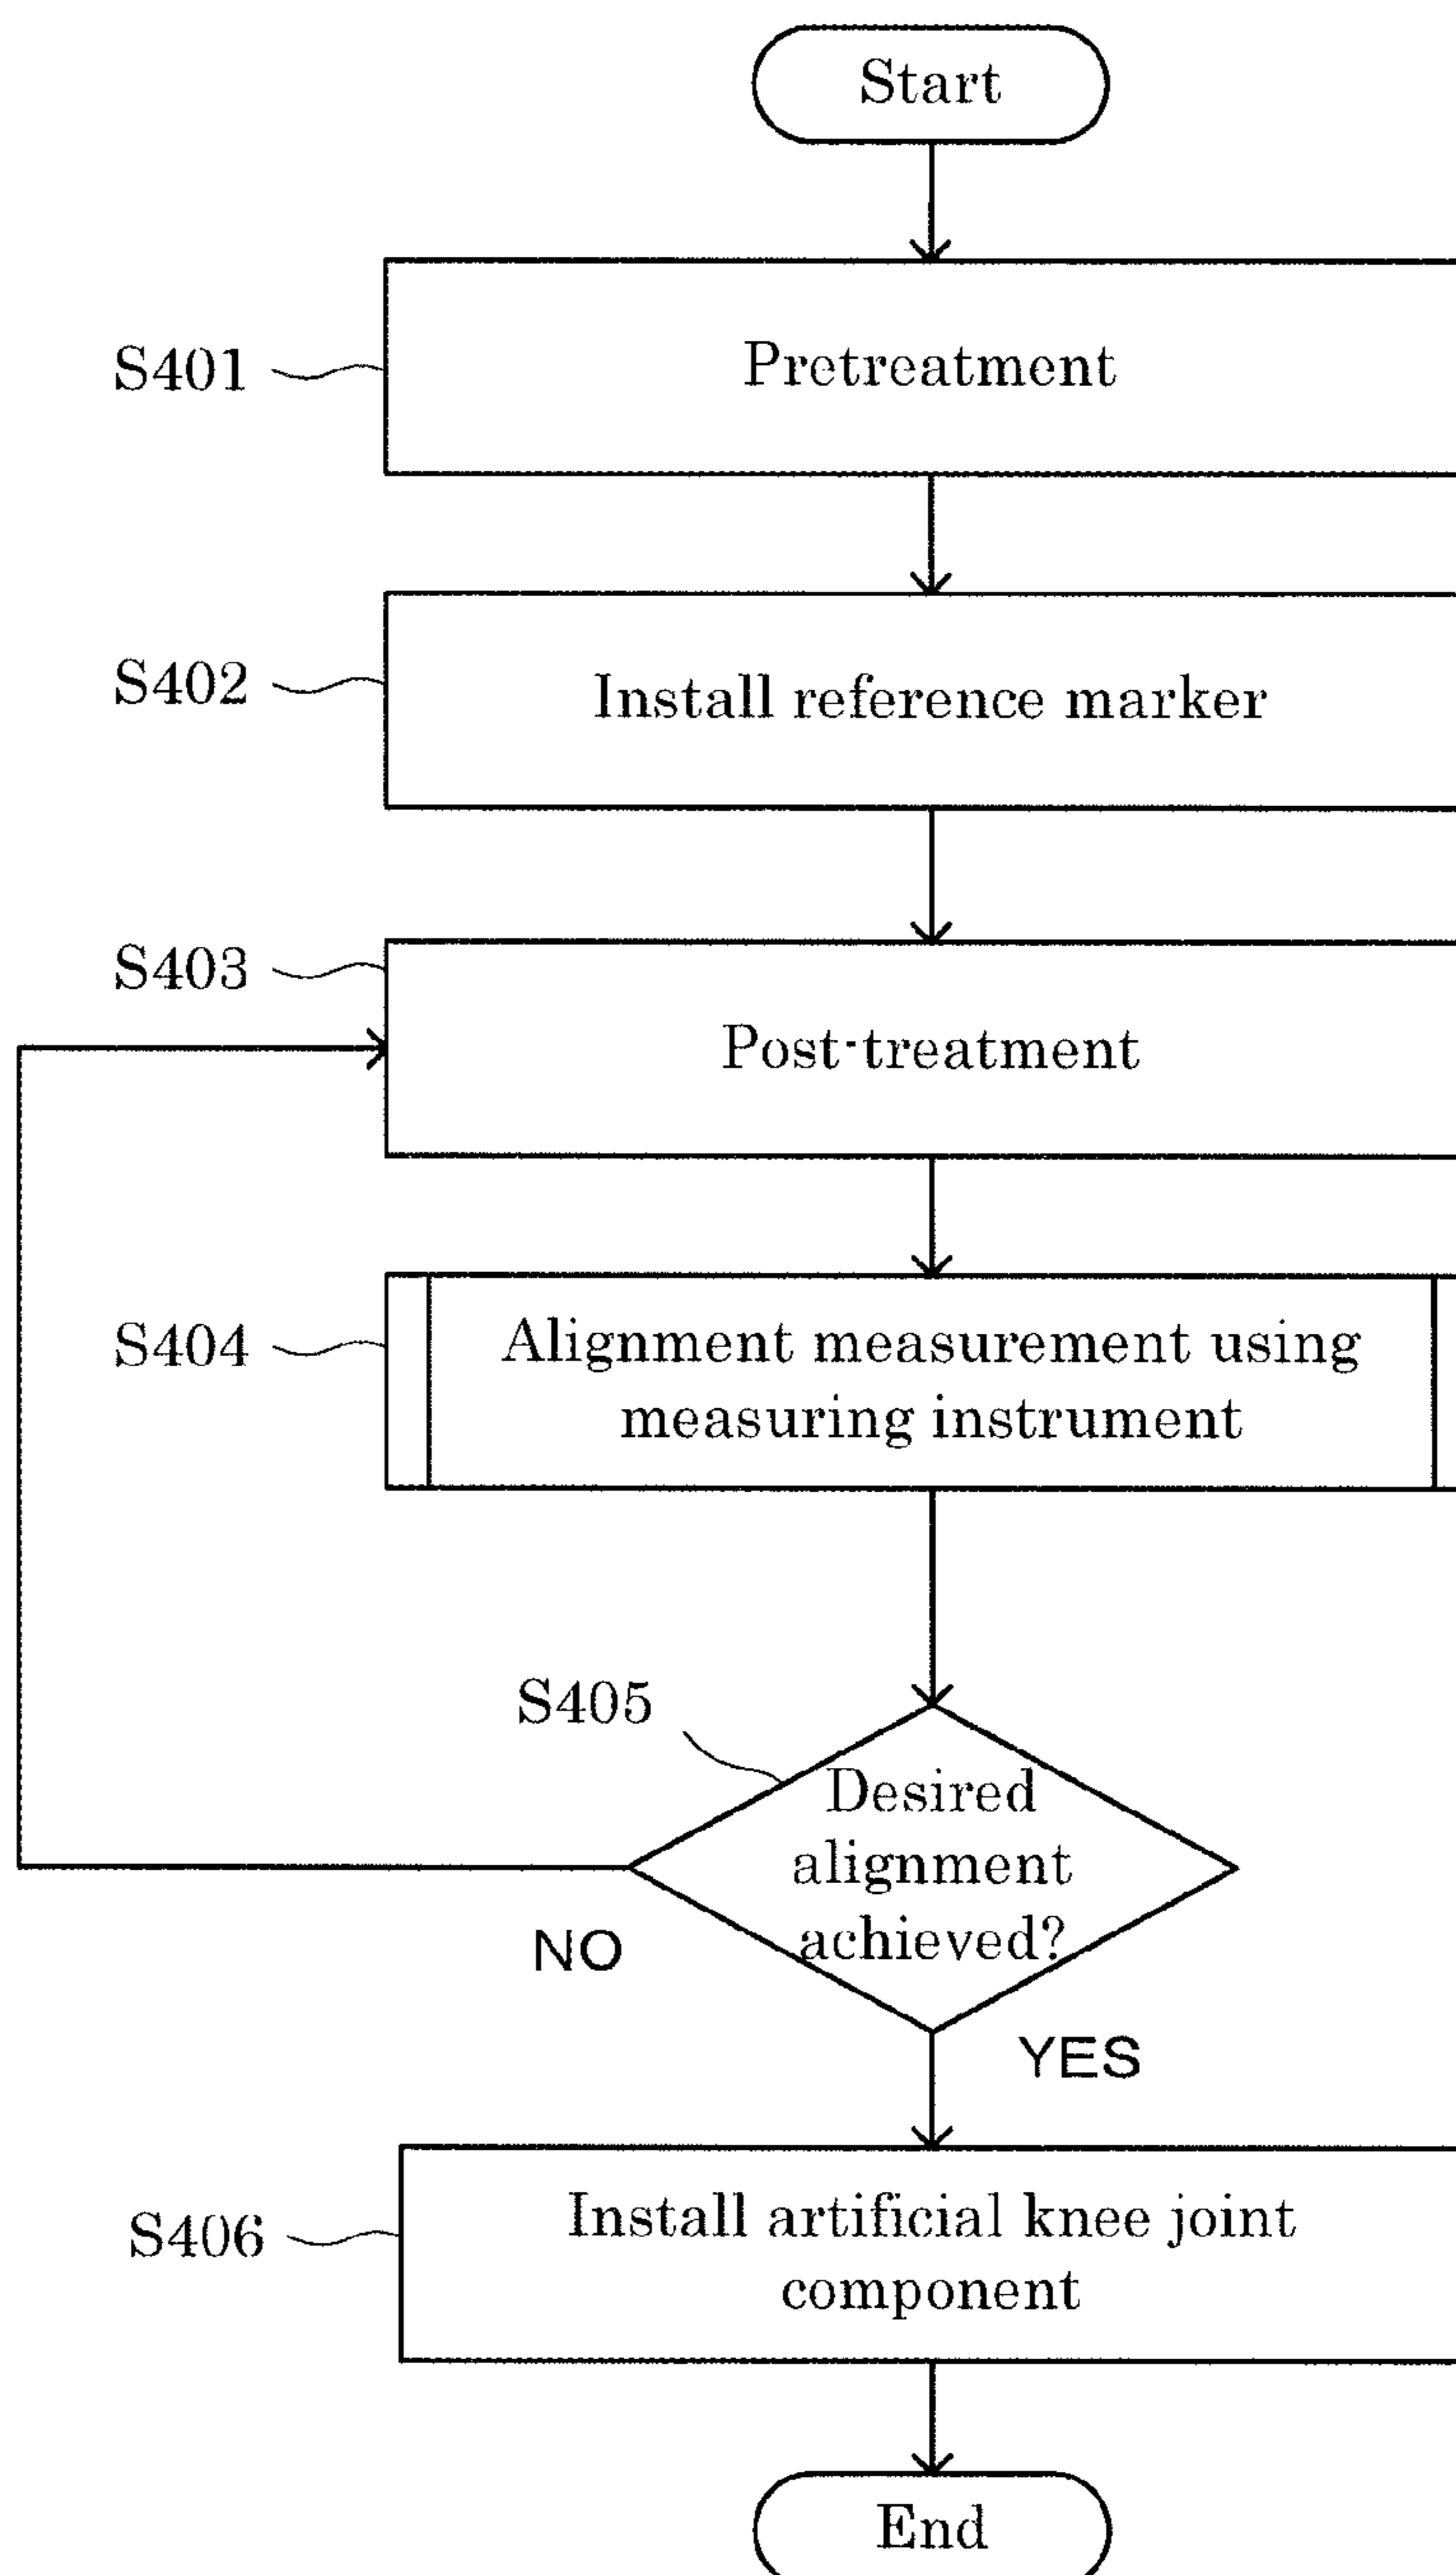 Start
S401
Pretreatment
S402
Install reference marker
S403
Post-treatment
S404
Alignment measurement using
measuring instrument
S405
Desired
alignment
achieved?
NO
YES
S406
Install artificial knee joint
component
End